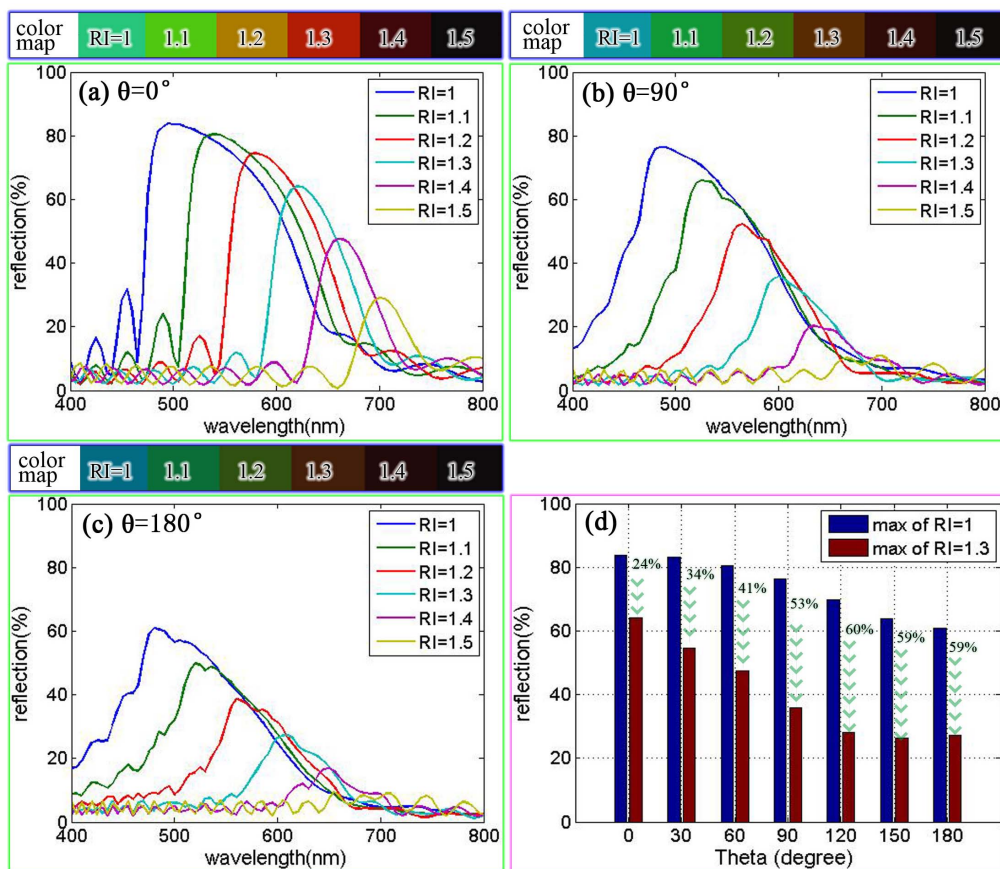 color map RI=1 1.1 1.2 1.3 1.4 1.5
(a) θ=0°
RI=1
RI=1.1
RI=1.2
RI=1.3
RI=1.4
RI=1.5
reflection(%)
100
80
60
40
20
0
400 500 600 700 800
wavelength(nm)
color map RI=1 1.1 1.2 1.3 1.4 1.5
(b) θ=90°
RI=1
RI=1.1
RI=1.2
RI=1.3
RI=1.4
RI=1.5
reflection(%)
100
80
60
40
20
0
400 500 600 700 800
wavelength(nm)
color map RI=1 1.1 1.2 1.3 1.4 1.5
(c) θ=180°
RI=1
RI=1.1
RI=1.2
RI=1.3
RI=1.4
RI=1.5
reflection(%)
100
80
60
40
20
0
400 500 600 700 800
wavelength(nm)
(d)
max of RI=1
max of RI=1.3
24% 34% 41% 53% 60% 59% 59%
reflection(%)
100
80
60
40
20
0
0 30 60 90 120 150 180
Theta (degree)